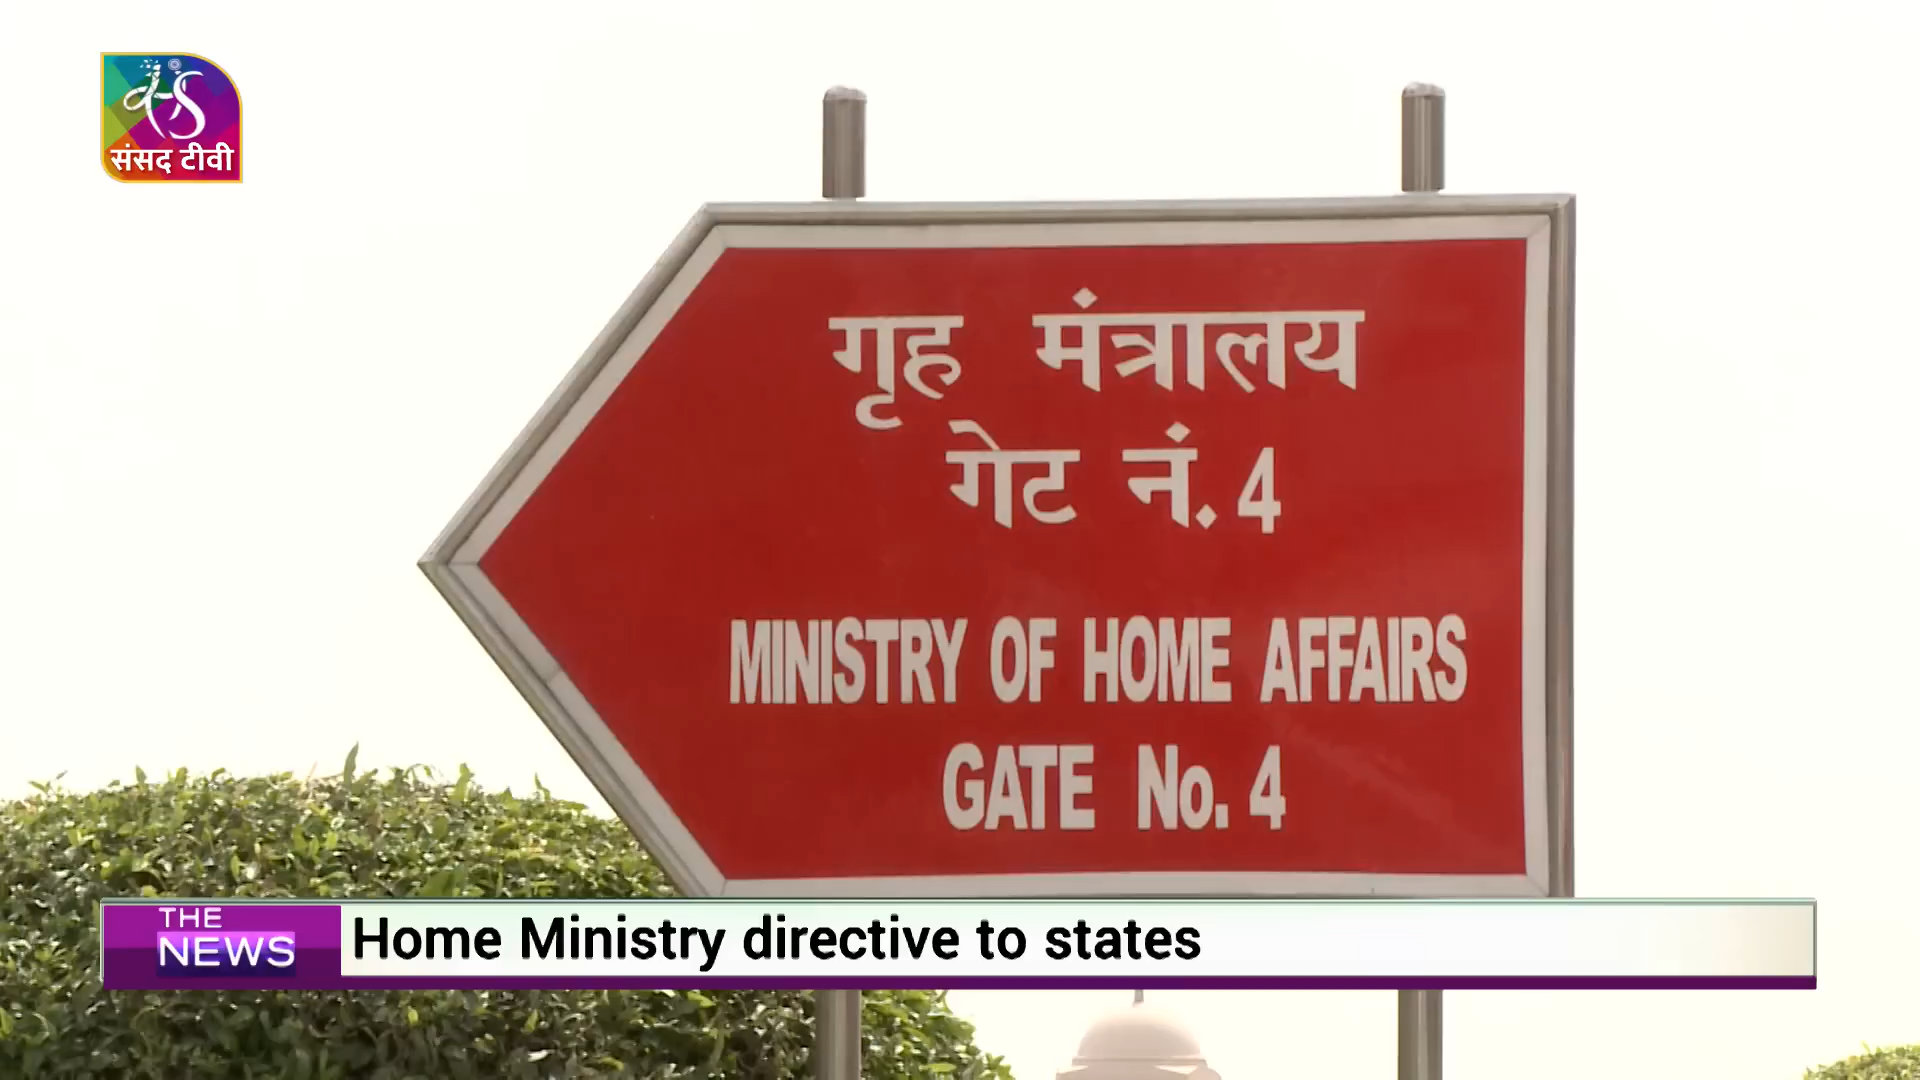 संसद टीवी
गृह मंत्रालय
गेट नं. 4
MINISTRY OF HOME AFFAIRS
GATE No. 4
THE
NEWS
Home Ministry directive to states